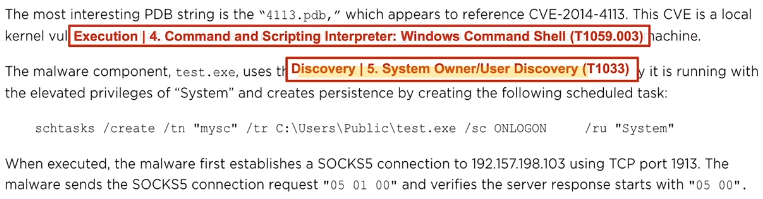 The most interesting PDB string is the "4113.pdb," which appears to reference CVE-2014-4113. This CVE is a local
kernel vul Execution | 4. Command and Scripting Interpreter: Windows Command Shell (T1059.003) machine.
The malware component, test.exe, uses th Discovery | 5. System Owner/User Discovery (T1033) y it is running with
the elevated privileges of "System" and creates persistence by creating the following scheduled task:
schtasks /create /tn "mysc" /tr C:\Users\Public\test.exe /sc ONLOGON /ru "System"
When executed, the malware first establishes a SOCKS5 connection to 192.157.198.103 using TCP port 1913. The
malware sends the SOCKS5 connection request "05 01 00" and verifies the server response starts with "05 00".